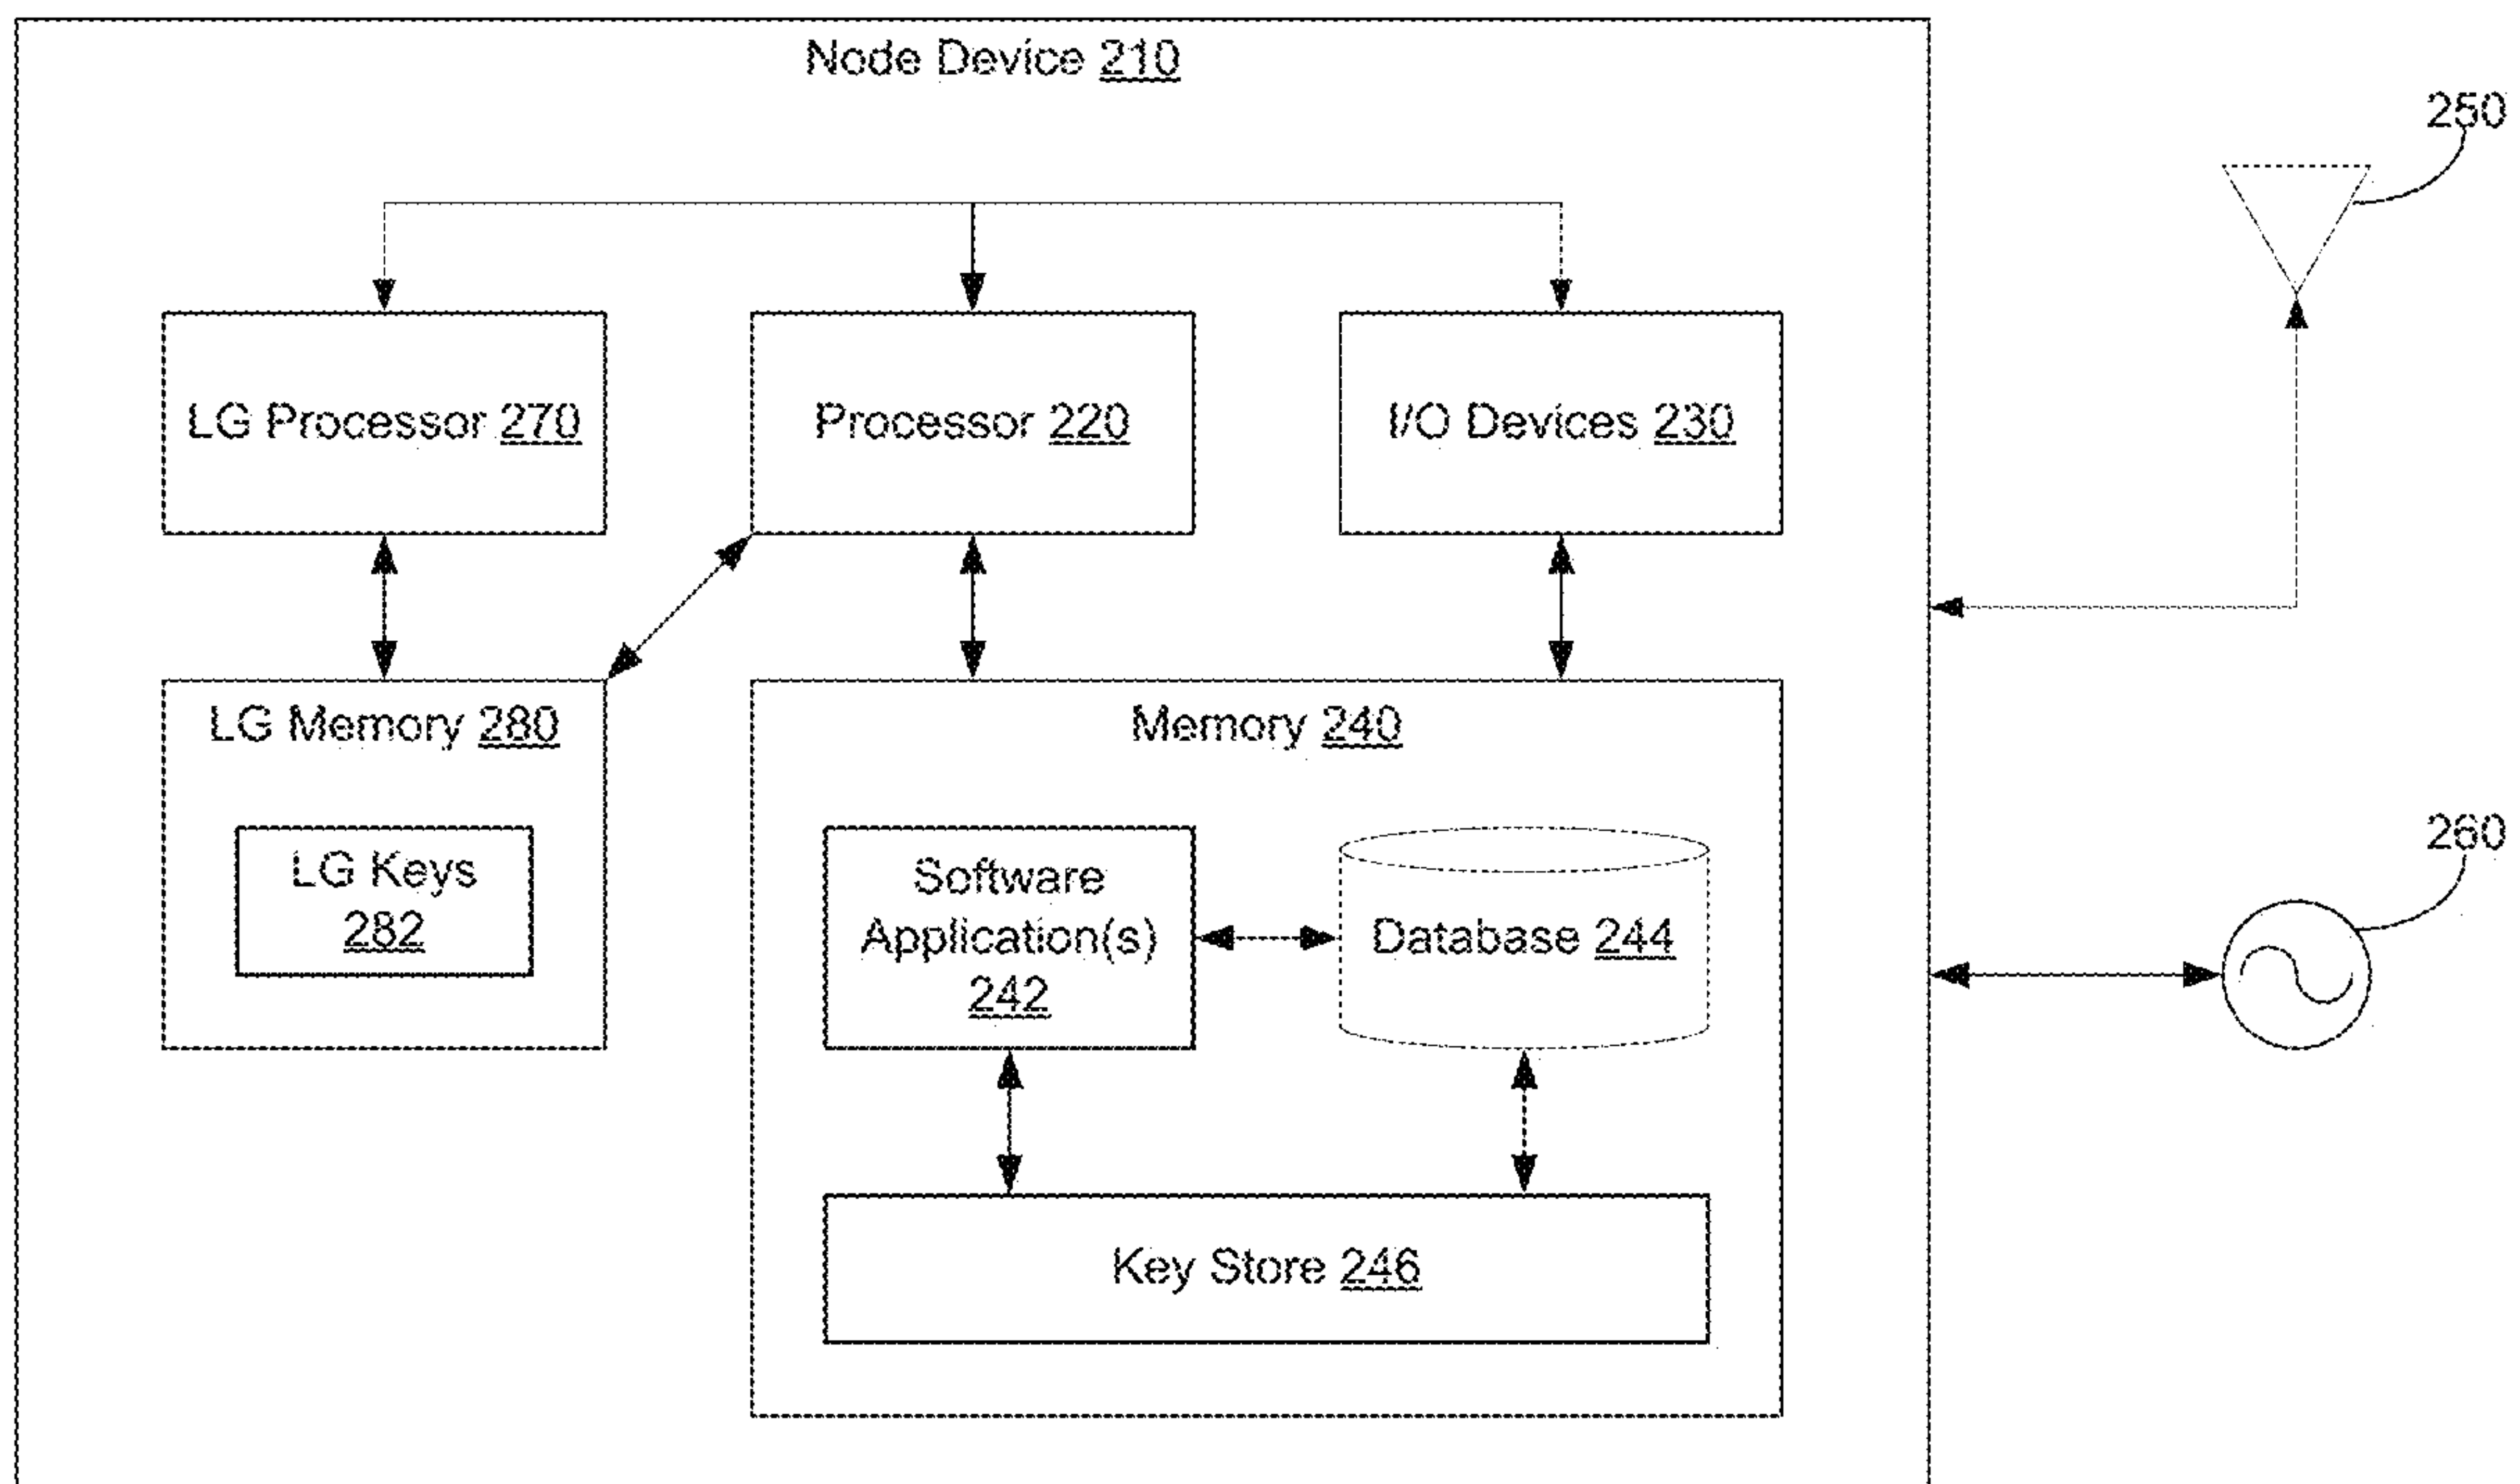 Node Device 210
250
LG Processor 270
Processor 220
I/O Devices 230
LG Memory 280
Memory 240
LG Keys
282
Software
Application(s)
242
Database 244
260
Key Store 246